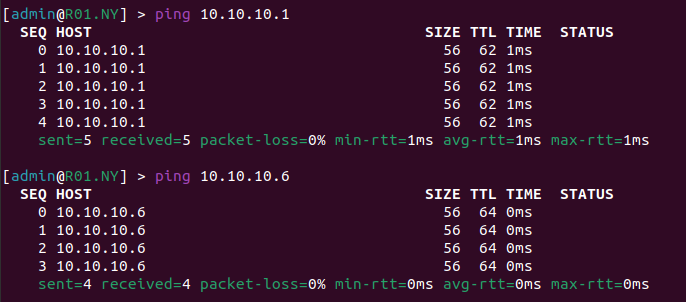 [admin@R01.NY] > ping 10.10.10.1
SEQ HOST SIZE TTL TIME STATUS
0 10.10.10.1 56 62 1ms
1 10.10.10.1 56 62 1ms
2 10.10.10.1 56 62 1ms
3 10.10.10.1 56 62 1ms
4 10.10.10.1 56 62 1ms
sent=5 received=5 packet-loss=0% min-rtt=1ms avg-rtt=1ms max-rtt=1ms
[admin@R01.NY] > ping 10.10.10.6
SEQ HOST SIZE TTL TIME STATUS
0 10.10.10.6 56 64 0ms
1 10.10.10.6 56 64 0ms
2 10.10.10.6 56 64 0ms
3 10.10.10.6 56 64 0ms
sent=4 received=4 packet-loss=0% min-rtt=0ms avg-rtt=0ms max-rtt=0ms